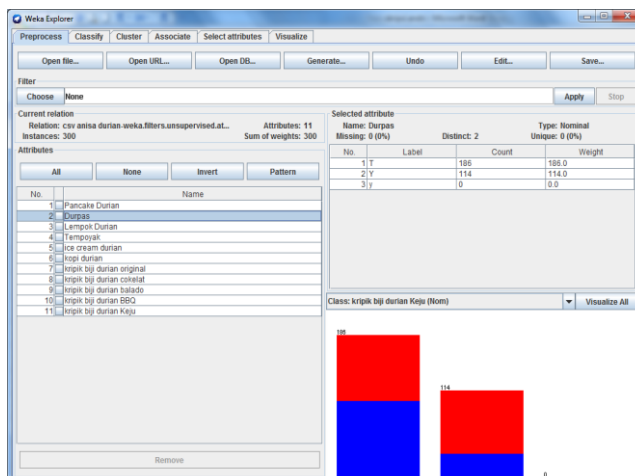 Weka Explorer
Preprocess Classify Cluster Associate Select attributes Visualize
Open file... Open URL... Open DB... Generate... Undo Edit... Save...
Filter
Choose None Apply Stop
Current relation
Relation: csv anisa durian-weka.filters.unsupervised.at... Attributes: 11
Instances: 300 Sum of weights: 300
Attributes
All None Invert Pattern
No. Name
1 Pancake Durian
2 Durpas
3 Lempok Durian
4 Tempoyak
5 ice cream durian
6 kopi durian
7 kripik biji durian original
8 kripik biji durian cokelat
9 kripik biji durian balado
10 kripik biji durian BBQ
11 kripik biji durian Keju
Remove
Selected attribute
Name: Durpas Type: Nominal
Missing: 0 (0%) Distinct: 2 Unique: 0 (0%)
No. Label Count Weight
1 T 186 186.0
2 Y 114 114.0
3 y 0 0.0
Class: kripik biji durian Keju (Nom) Visualize All
186
114
0